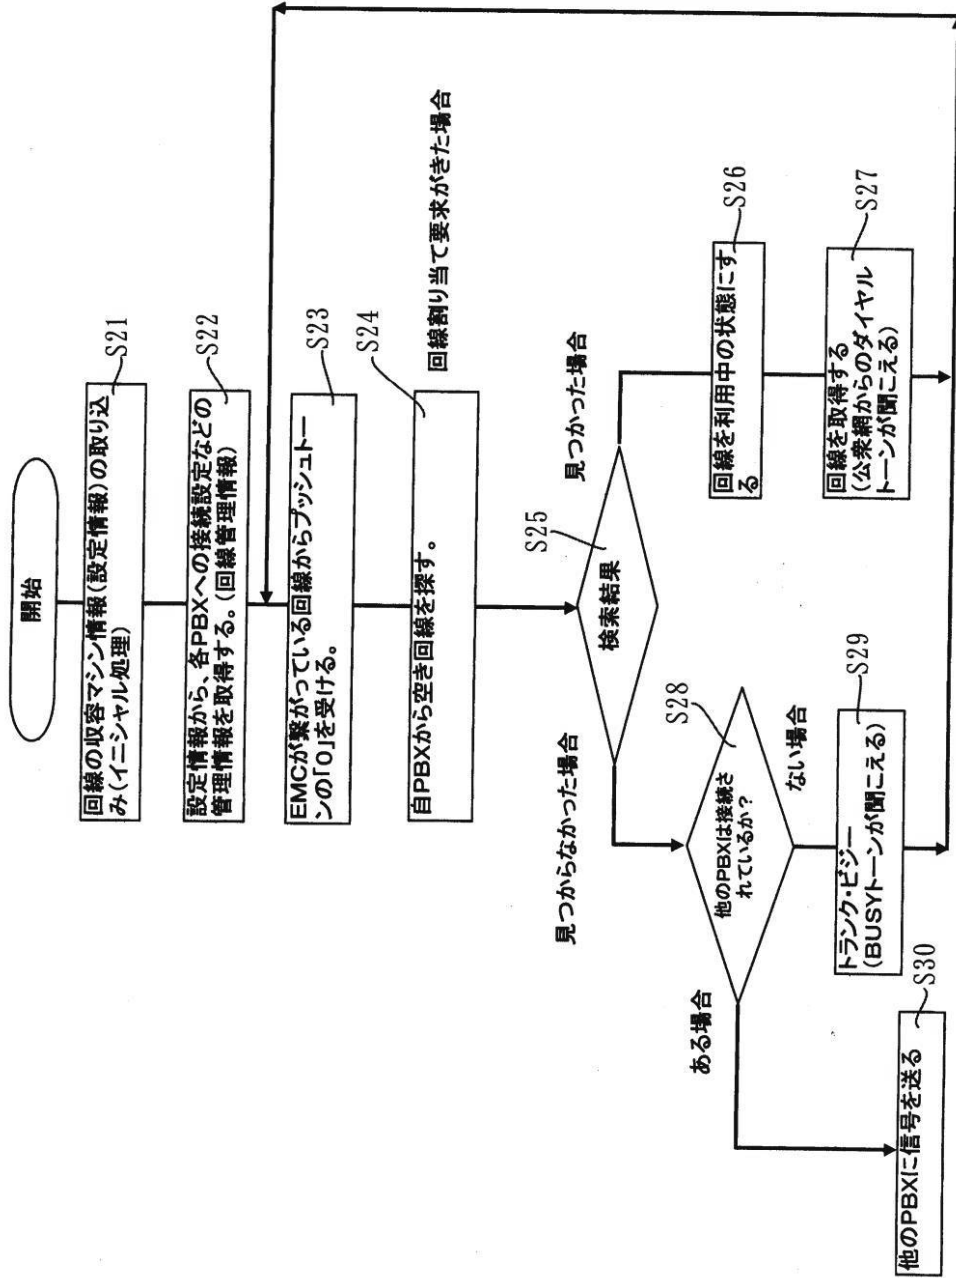 開始
回線の収容マシン情報(設定情報)の取り込
み(イニシャル処理)
S21
設定情報から、各PBXへの接続設定などの
管理情報を取得する。(回線管理情報)
S22
EMCが繋がっている回線からプッシュトー
ンの「0」を受ける。
S23
自PBXから空き回線を探す。
S24
回線割り当て要求がきた場合
検索結果
S25
見つかった場合
回線を利用中の状態にす
る
S26
回線を取得する
(公衆網からのダイヤル
トーンが聞こえる)
S27
見つからなかった場合
他のPBXは接続さ
れているか?
S28
ない場合
トランク・ビジー
(BUSYトーンが聞こえる)
S29
ある場合
他のPBXに信号を送る
S30